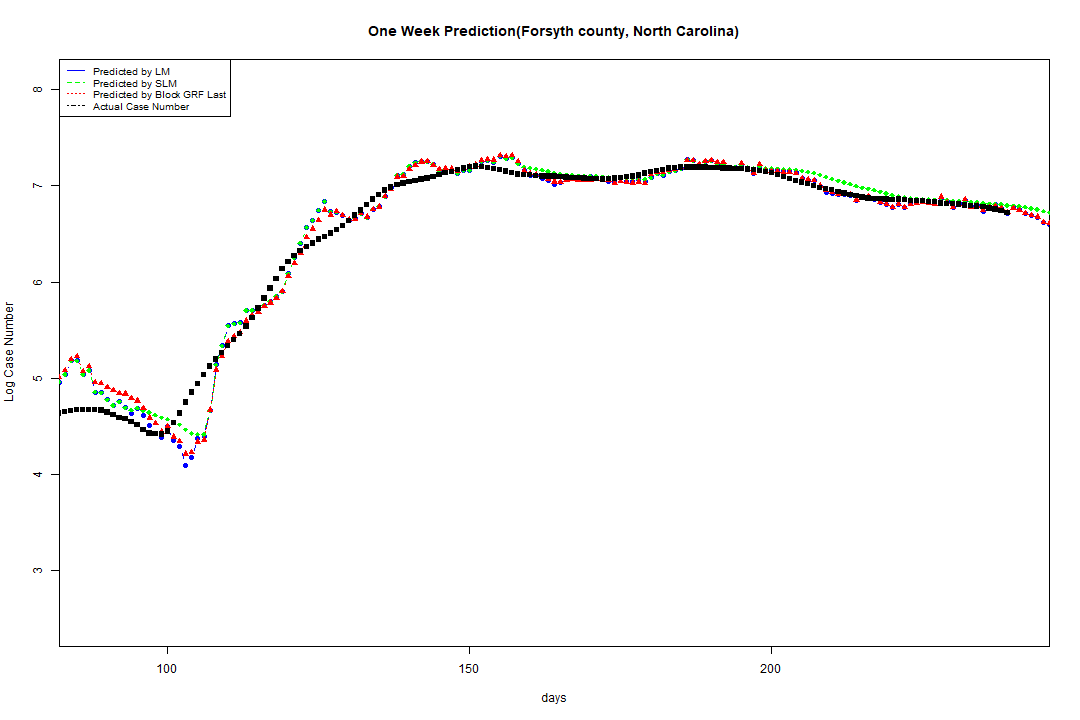 One Week Prediction(Forsyth county, North Carolina)
Predicted by LM
Predicted by SLM
Predicted by Block GRF Last
Actual Case Number
8
7
6
5
4
3
Log Case Number
100
150
200
days